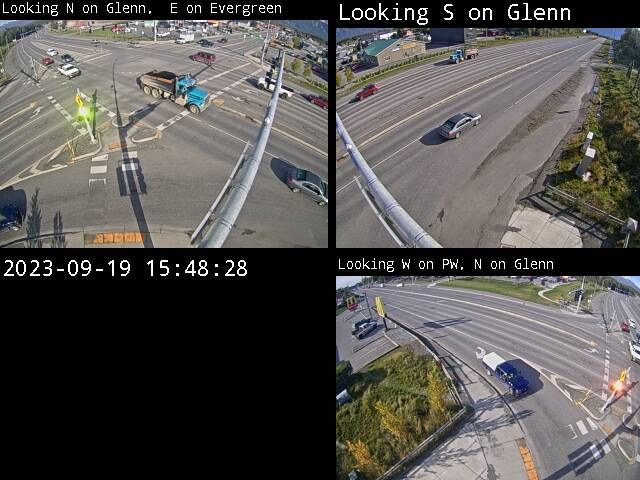 Looking N on Glenn,  E on Evergreen
Looking S on Glenn
2023-09-19 15:48:28
Looking W on PW, N on Glenn